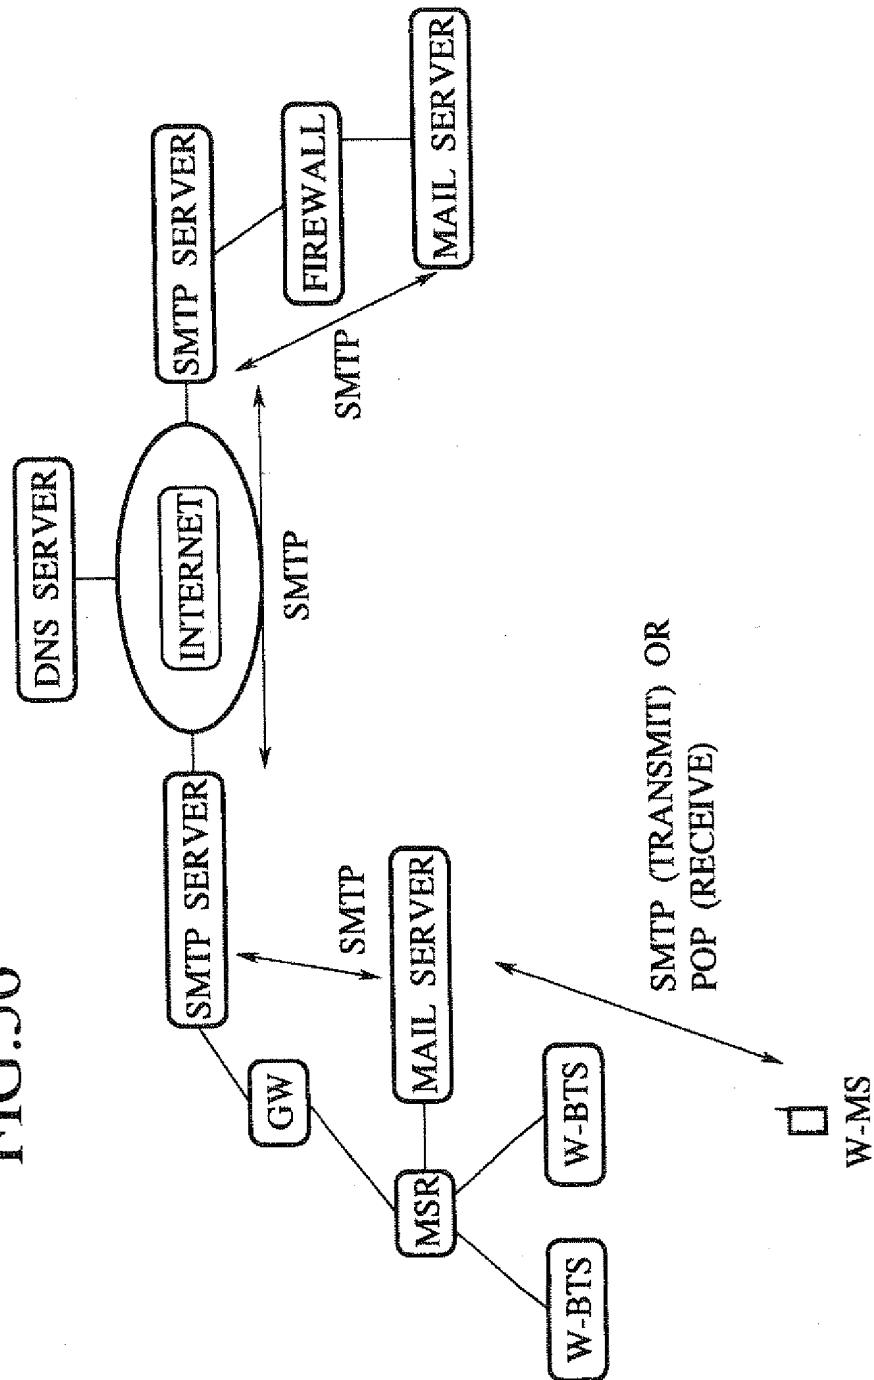 FIG.
DNS SERVER
SMTP SERVER
INTERNET
SMTP SERVER
GW
SMTP
FIREWALL
SMTP
SMTP
MSR
MAIL SERVER
MAIL SERVER
W-BTS
W-BTS
SMTP (TRANSMIT) OR
POP (RECEIVE)
W-MS